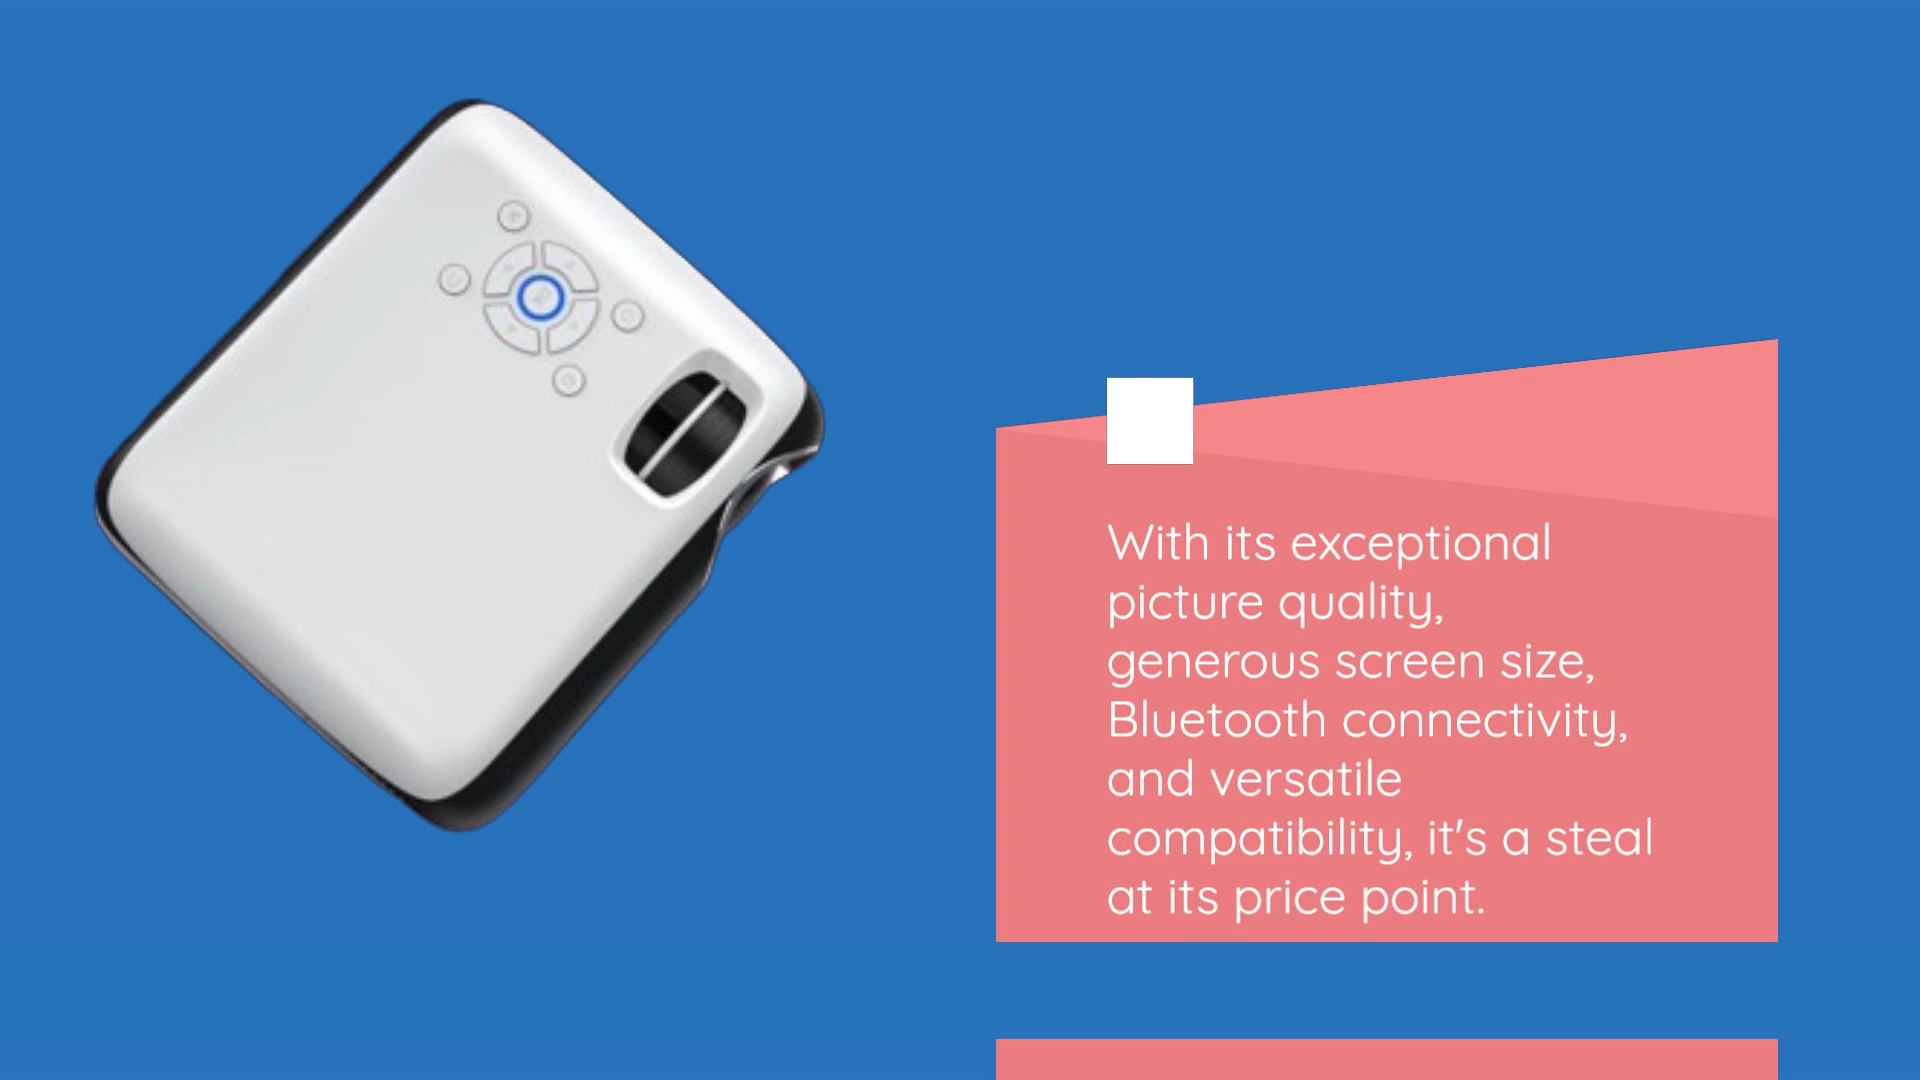 With its exceptional
picture quality,
generous screen size,
Bluetooth connectivity,
and versatile
compatibility, it's a steal
at its price point.